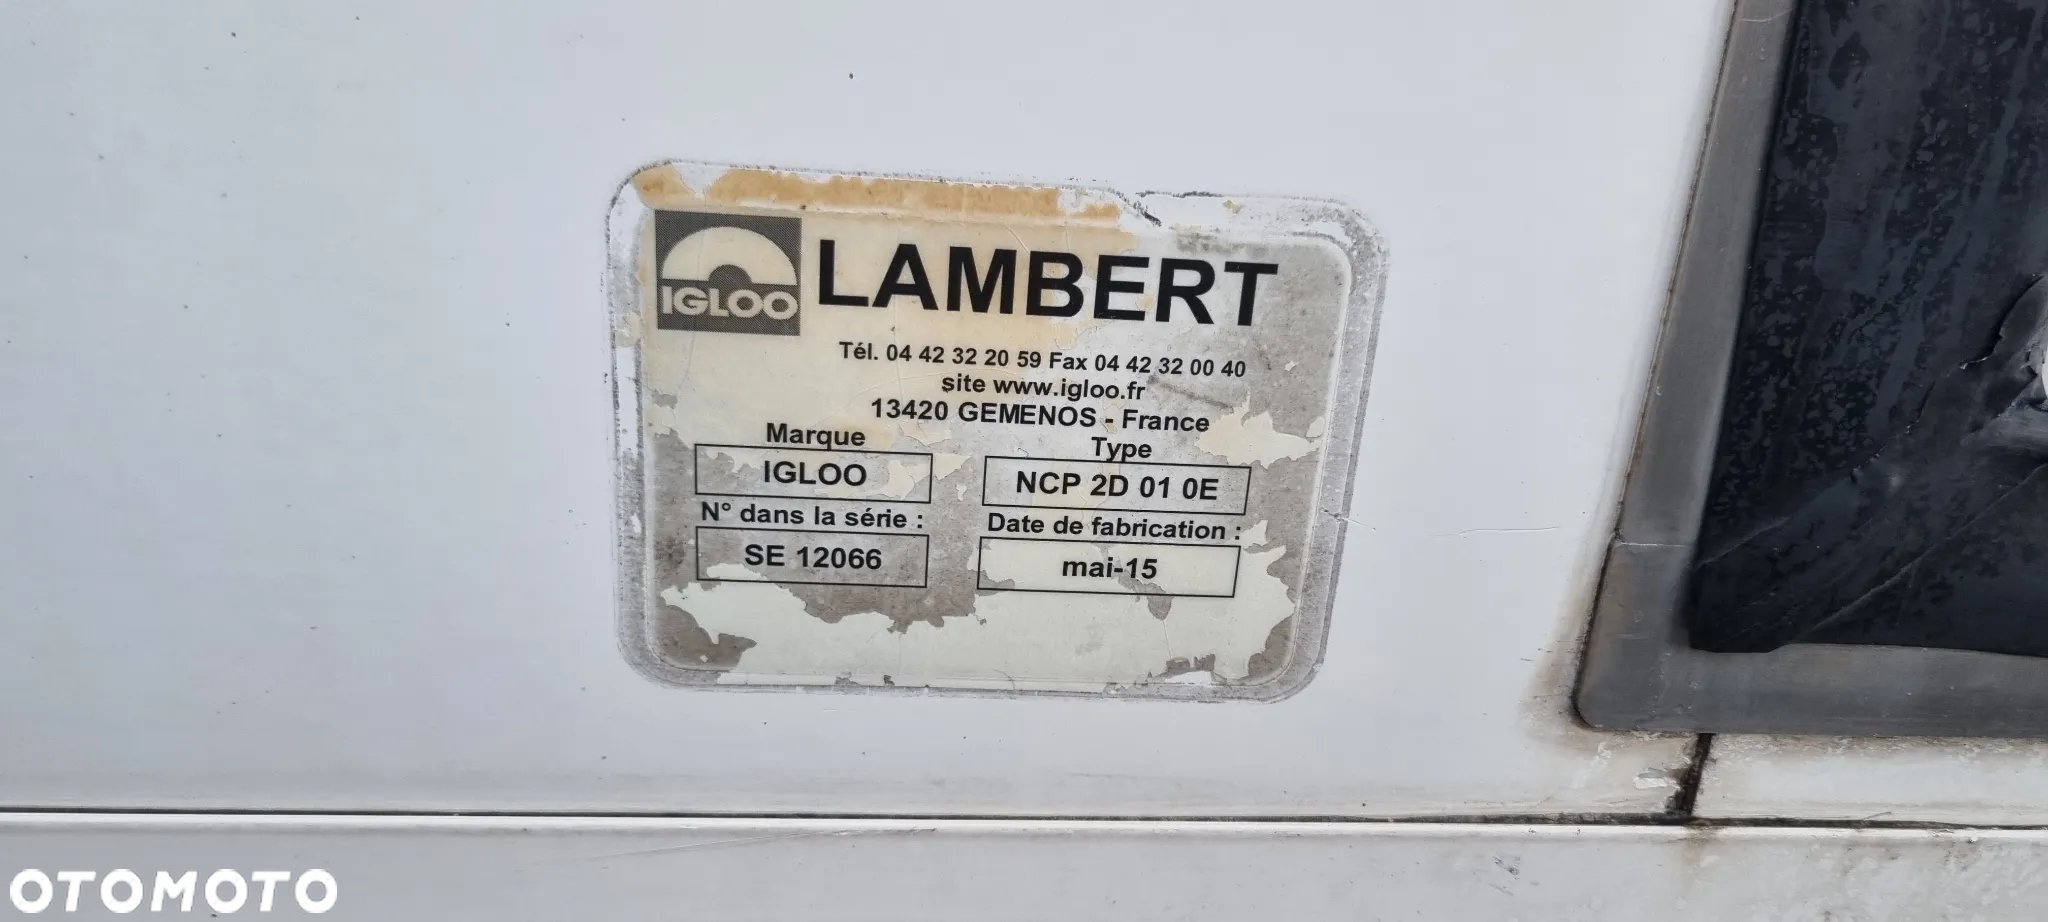 IGLOO
LAMBERT
Tél. 04 42 32 20 59 Fax 04 42 32 00 40
site www.igloo.fr
13420 GEMENOS - France
Marque
Type
IGLOO
NCP 2D 01 0E
N° dans la série :
Date de fabrication :
SE 12066
mai-15
OTOMOTO